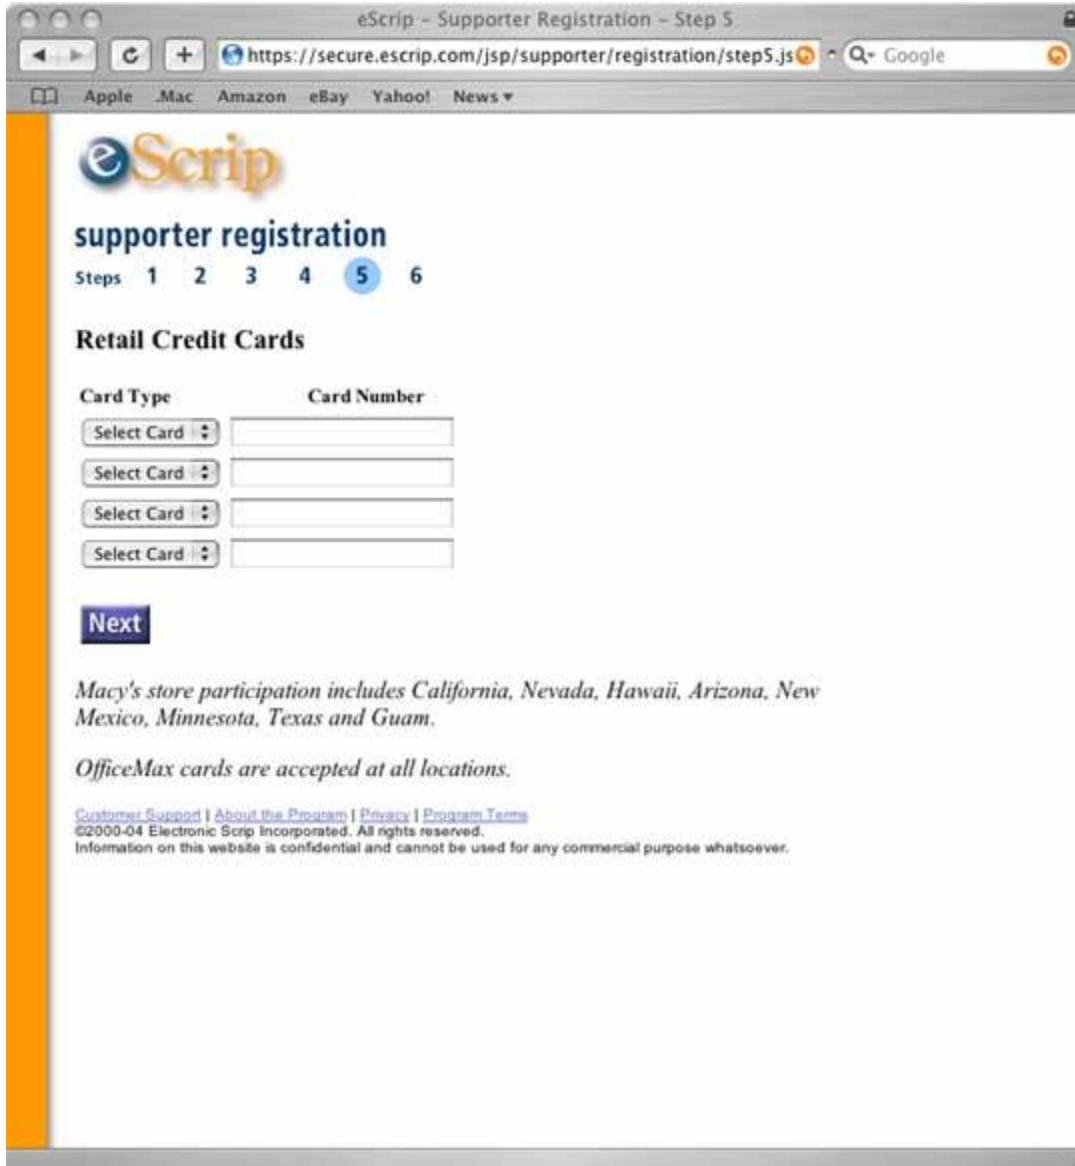 eScrip – Supporter Registration – Step 5
https://secure.escrip.com/jsp/supporter/registration/step5.js
Google
Apple .Mac Amazon eBay Yahoo! News
eScrip
supporter registration
Steps 1 2 3 4 5 6
Retail Credit Cards
Card Type Card Number
Select Card
Select Card
Select Card
Select Card
Next
Macy's store participation includes California, Nevada, Hawaii, Arizona, New
Mexico, Minnesota, Texas and Guam.
OfficeMax cards are accepted at all locations.
Customer Support | About the Program | Privacy | Program Terms
©2000-04 Electronic Scrip Incorporated. All rights reserved.
Information on this website is confidential and cannot be used for any commercial purpose whatsoever.